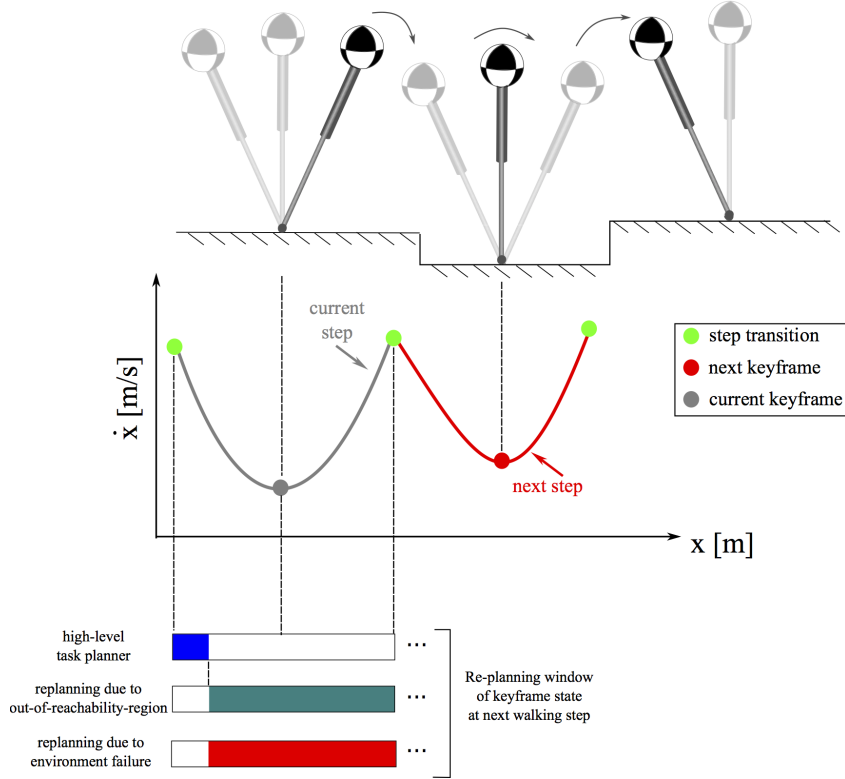 current
step
step transition
next keyframe
current keyframe
ẋ [m/s]
next step
x [m]
high-level
task planner
...
replanning due to
out-of-reachability-region
...
replanning due to
environment failure
...
Re-planning window
of keyframe state
at next walking step